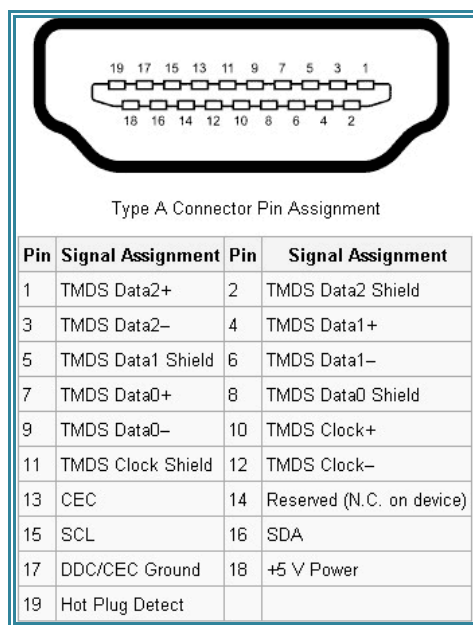 19 17 15 13 11 9 7 5 3 1
18 16 14 12 10 8 6 4 2
Type A Connector Pin Assignment
Pin Signal Assignment Pin Signal Assignment
1 TMDS Data2+ 2 TMDS Data2 Shield
3 TMDS Data2– 4 TMDS Data1+
5 TMDS Data1 Shield 6 TMDS Data1–
7 TMDS Data0+ 8 TMDS Data0 Shield
9 TMDS Data0– 10 TMDS Clock+
11 TMDS Clock Shield 12 TMDS Clock–
13 CEC 14 Reserved (N.C. on device)
15 SCL 16 SDA
17 DDC/CEC Ground 18 +5 V Power
19 Hot Plug Detect